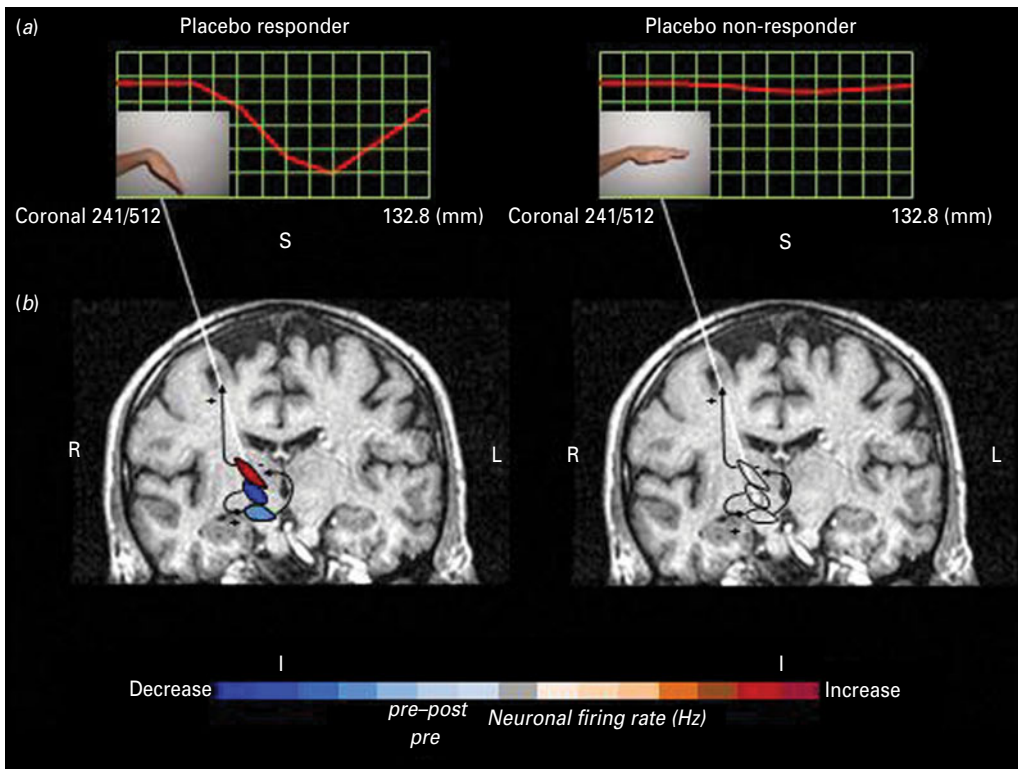 (a)
Placebo responder
Placebo non-responder
Coronal 241/512
132.8 (mm)
Coronal 241/512
132.8 (mm)
S
S
(b)
R
L
R
L
I
I
Decrease
Increase
pre–post
Neuronal firing rate (Hz)
pre